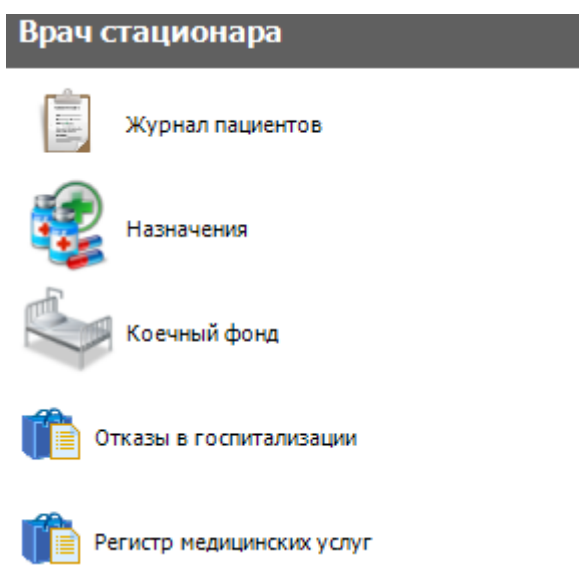 Врач стационара
Журнал пациентов
Назначения
Коечный фонд
Отказы в госпитализации
Регистр медицинских услуг